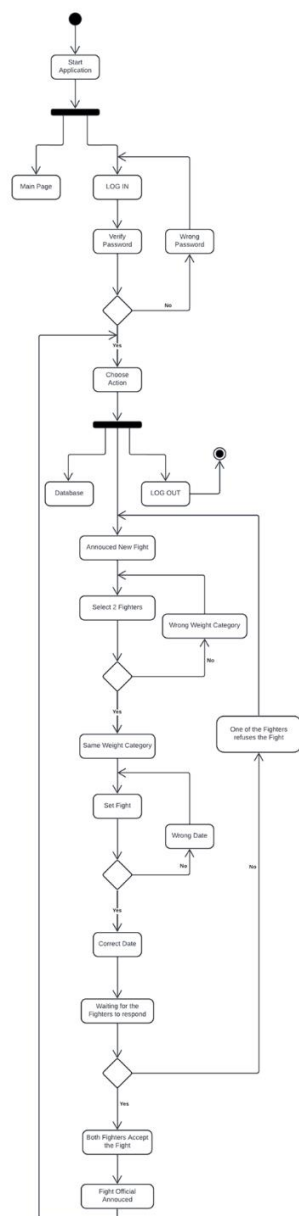 Start
Application
Main Page
LOG IN
Verify
Password
Wrong
Password
No
Yes
Choose
Action
Database
LOG OUT
Annouced New Fight
Select 2 Fighters
Wrong Weight Category
No
Yes
Same Weight Category
One of the Fighters
refuses the Fight
Set Fight
Wrong Date
No
No
Yes
Correct Date
Waiting for the
Fighters to respond
Yes
Both Fighters Accept
the Fight
Fight Official
Annouced